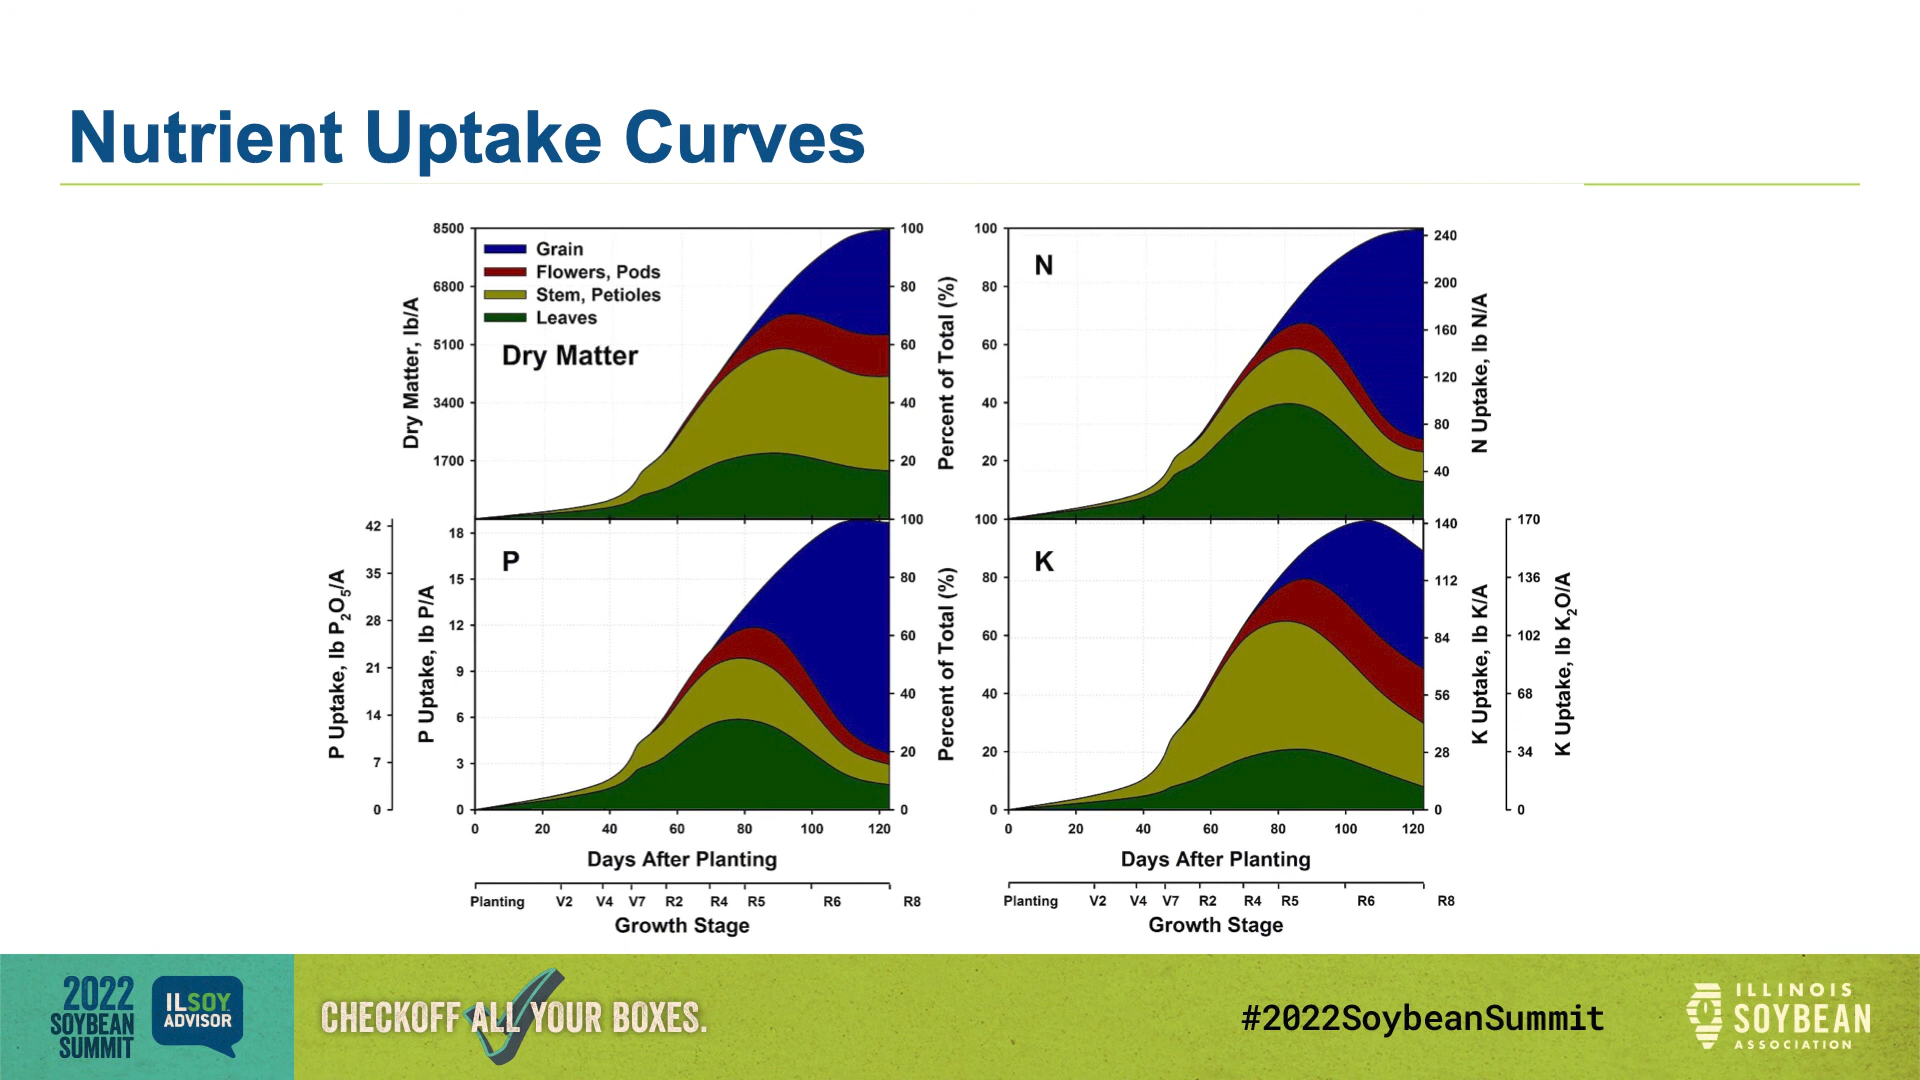 Nutrient Uptake Curves
8500
6800
5100
3400
1700
Dry Matter, lb/A
Grain
Flowers, Pods
Stem, Petioles
Leaves
Dry Matter
100
80
60
40
20
Percent of Total (%)
100
80
60
40
20
N
240
200
160
120
80
40
N Uptake, lb N/A
P Uptake, lb P2O5/A
42
35
28
21
14
7
0
P Uptake, lb P/A
18
15
12
9
6
3
0
P
100
80
60
40
20
0
Percent of Total (%)
100
80
60
40
20
0
K
140
112
84
56
28
0
K Uptake, lb K/A
170
136
102
68
34
0
K Uptake, lb K2O/A
0 20 40 60 80 100 120
Days After Planting
Planting V2 V4 V7 R2 R4 R5 R6 R8
Growth Stage
0 20 40 60 80 100 120
Days After Planting
Planting V2 V4 V7 R2 R4 R5 R6 R8
Growth Stage
2022
SOYBEAN
SUMMIT
ILSOY
ADVISOR
CHECKOFF ALL YOUR BOXES.
#2022SoybeanSummit
ILLINOIS
SOYBEAN
ASSOCIATION